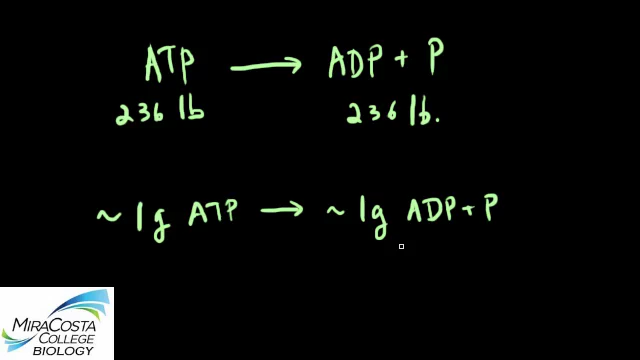 ATP → ADP + P
236 lb 236 lb.
~ 1g ATP → ~ 1g ADP + P
MIRACOSTA
COLLEGE
BIOLOGY